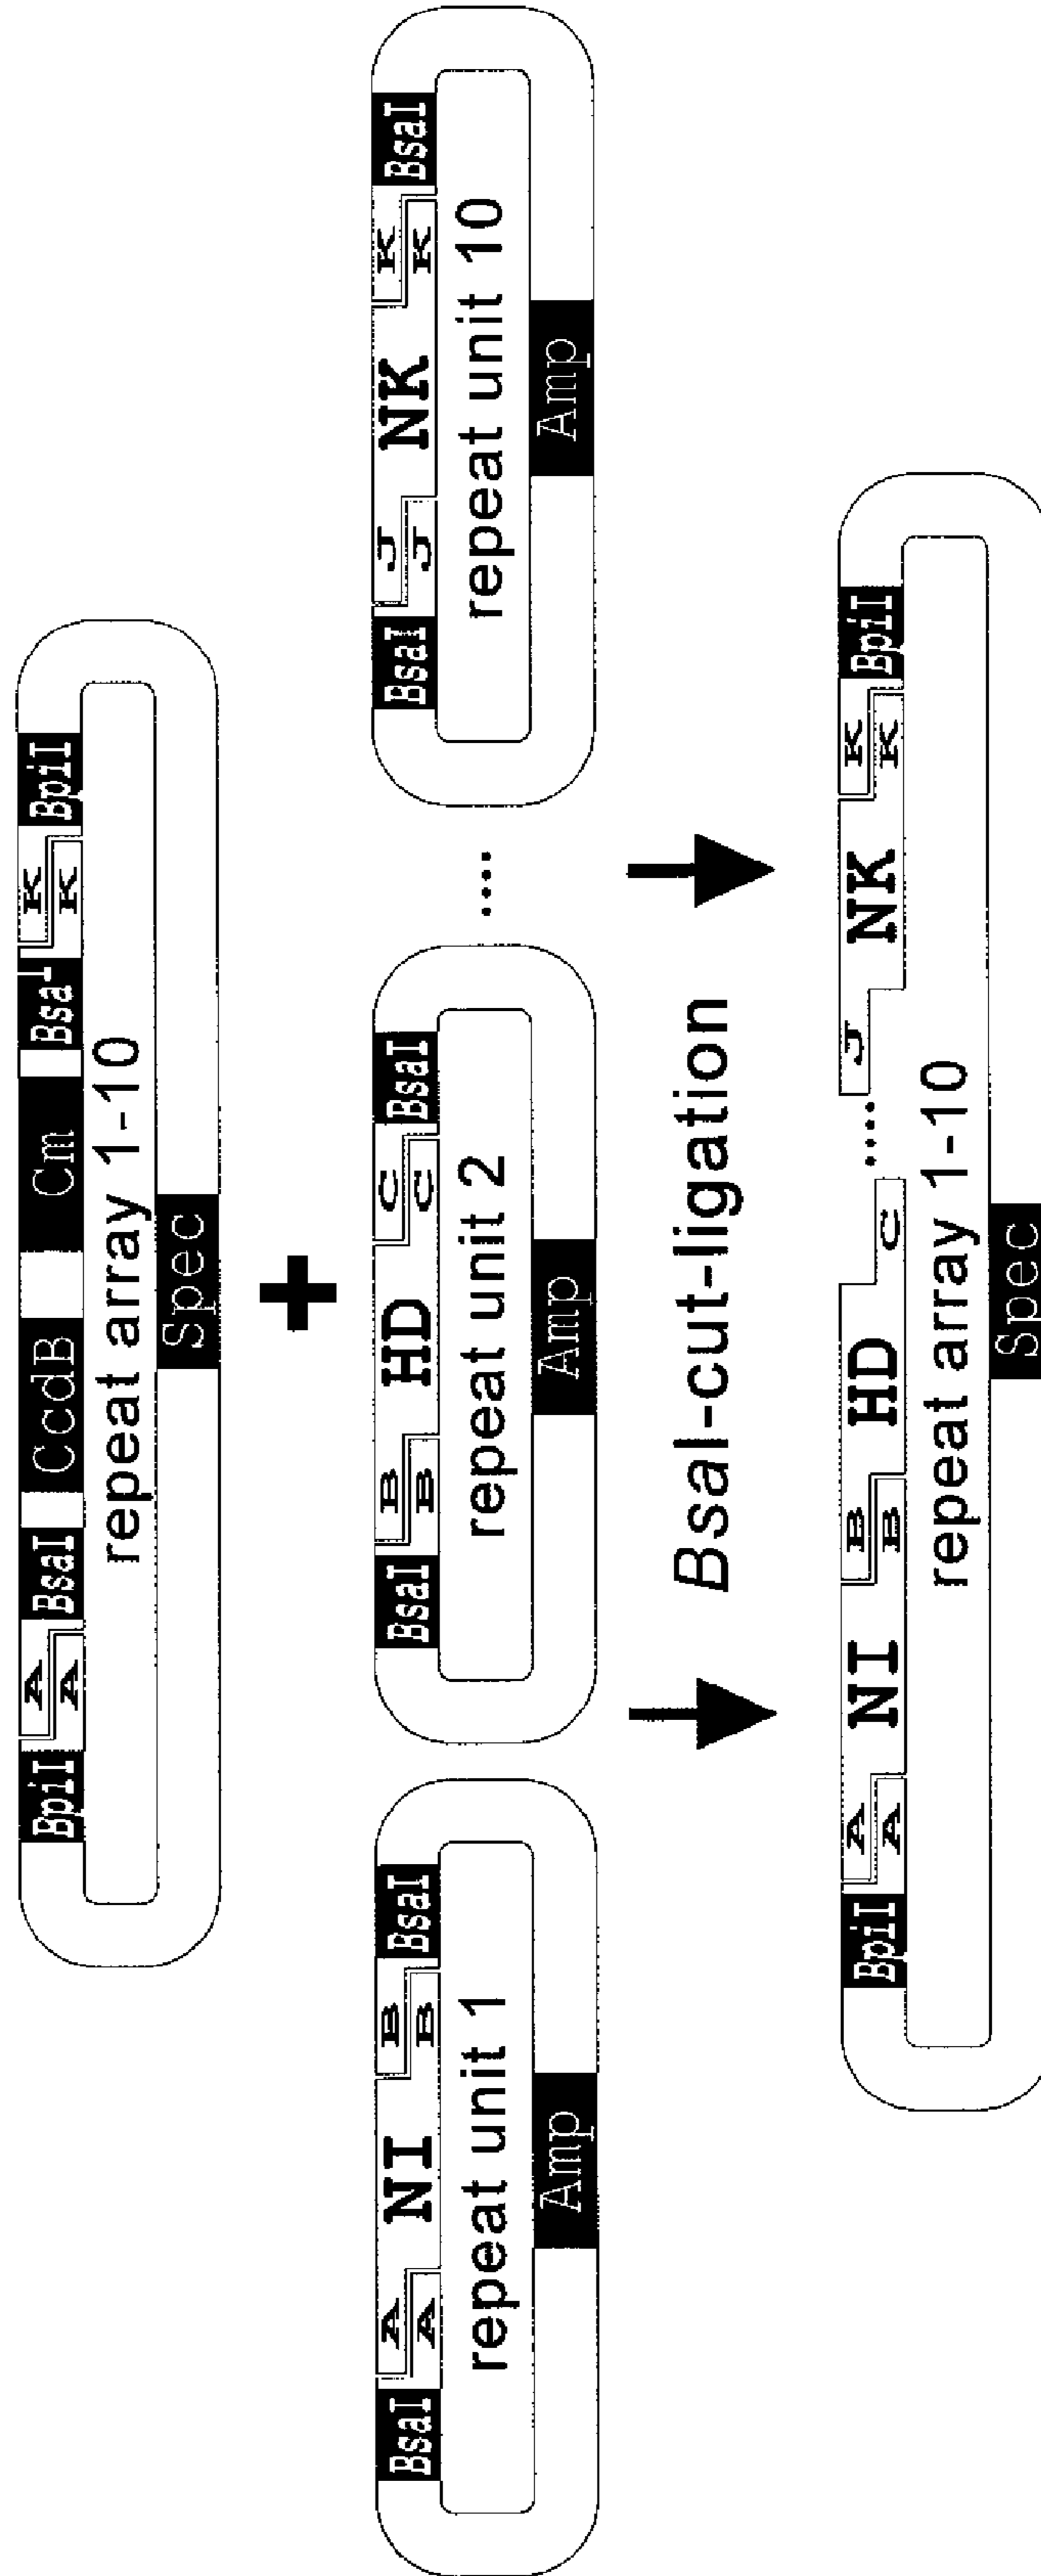 BpiI A BsaI CcdB Cm BsaI K BpiI
A K
repeat array 1-10
Spec
+
BsaI A NI B BsaI
A B
repeat unit 1
Amp
BsaI B HD C BsaI
B C
repeat unit 2
Amp
....
BsaI J NK K BsaI
J K
repeat unit 10
Amp
BsaI-cut-ligation
BpiI A NI B HD C .... J NK K BpiI
A B K
repeat array 1-10
Spec